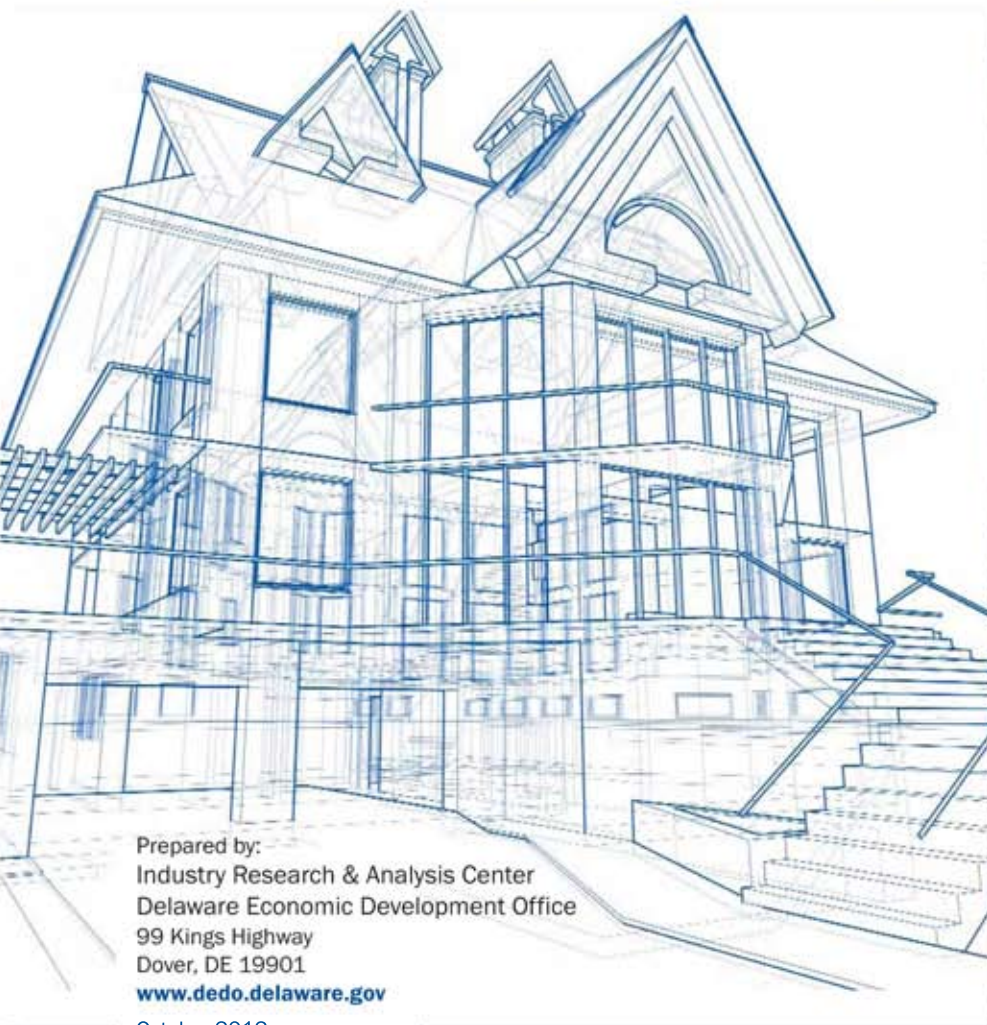 Prepared by:
Industry Research & Analysis Center
Delaware Economic Development Office
99 Kings Highway
Dover, DE 19901
www.dedo.delaware.gov